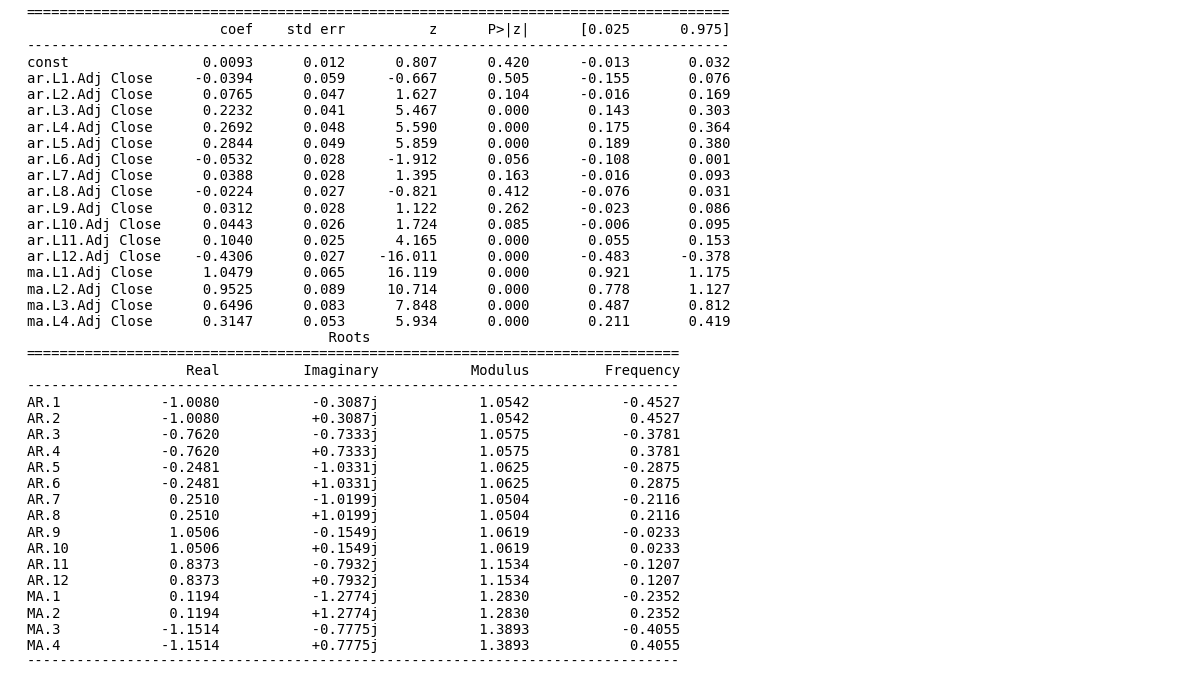 =====================================================================================
                       coef    std err          z      P>|z|      [0.025      0.975]
-------------------------------------------------------------------------------------
const                0.0093      0.012      0.807      0.420      -0.013       0.032
ar.L1.Adj Close     -0.0394      0.059     -0.667      0.505      -0.155       0.076
ar.L2.Adj Close      0.0765      0.047      1.627      0.104      -0.016       0.169
ar.L3.Adj Close      0.2232      0.041      5.467      0.000       0.143       0.303
ar.L4.Adj Close      0.2692      0.048      5.590      0.000       0.175       0.364
ar.L5.Adj Close      0.2844      0.049      5.859      0.000       0.189       0.380
ar.L6.Adj Close     -0.0532      0.028     -1.912      0.056      -0.108       0.001
ar.L7.Adj Close      0.0388      0.028      1.395      0.163      -0.016       0.093
ar.L8.Adj Close     -0.0224      0.027     -0.821      0.412      -0.076       0.031
ar.L9.Adj Close      0.0312      0.028      1.122      0.262      -0.023       0.086
ar.L10.Adj Close     0.0443      0.026      1.724      0.085      -0.006       0.095
ar.L11.Adj Close     0.1040      0.025      4.165      0.000       0.055       0.153
ar.L12.Adj Close    -0.4306      0.027    -16.011      0.000      -0.483      -0.378
ma.L1.Adj Close      1.0479      0.065     16.119      0.000       0.921       1.175
ma.L2.Adj Close      0.9525      0.089     10.714      0.000       0.778       1.127
ma.L3.Adj Close      0.6496      0.083      7.848      0.000       0.487       0.812
ma.L4.Adj Close      0.3147      0.053      5.934      0.000       0.211       0.419
                                    Roots
===============================================================================
                   Real          Imaginary           Modulus         Frequency
-------------------------------------------------------------------------------
AR.1            -1.0080           -0.3087j            1.0542           -0.4527
AR.2            -1.0080           +0.3087j            1.0542            0.4527
AR.3            -0.7620           -0.7333j            1.0575           -0.3781
AR.4            -0.7620           +0.7333j            1.0575            0.3781
AR.5            -0.2481           -1.0331j            1.0625           -0.2875
AR.6            -0.2481           +1.0331j            1.0625            0.2875
AR.7             0.2510           -1.0199j            1.0504           -0.2116
AR.8             0.2510           +1.0199j            1.0504            0.2116
AR.9             1.0506           -0.1549j            1.0619           -0.0233
AR.10            1.0506           +0.1549j            1.0619            0.0233
AR.11            0.8373           -0.7932j            1.1534           -0.1207
AR.12            0.8373           +0.7932j            1.1534            0.1207
MA.1             0.1194           -1.2774j            1.2830           -0.2352
MA.2             0.1194           +1.2774j            1.2830            0.2352
MA.3            -1.1514           -0.7775j            1.3893           -0.4055
MA.4            -1.1514           +0.7775j            1.3893            0.4055
-------------------------------------------------------------------------------